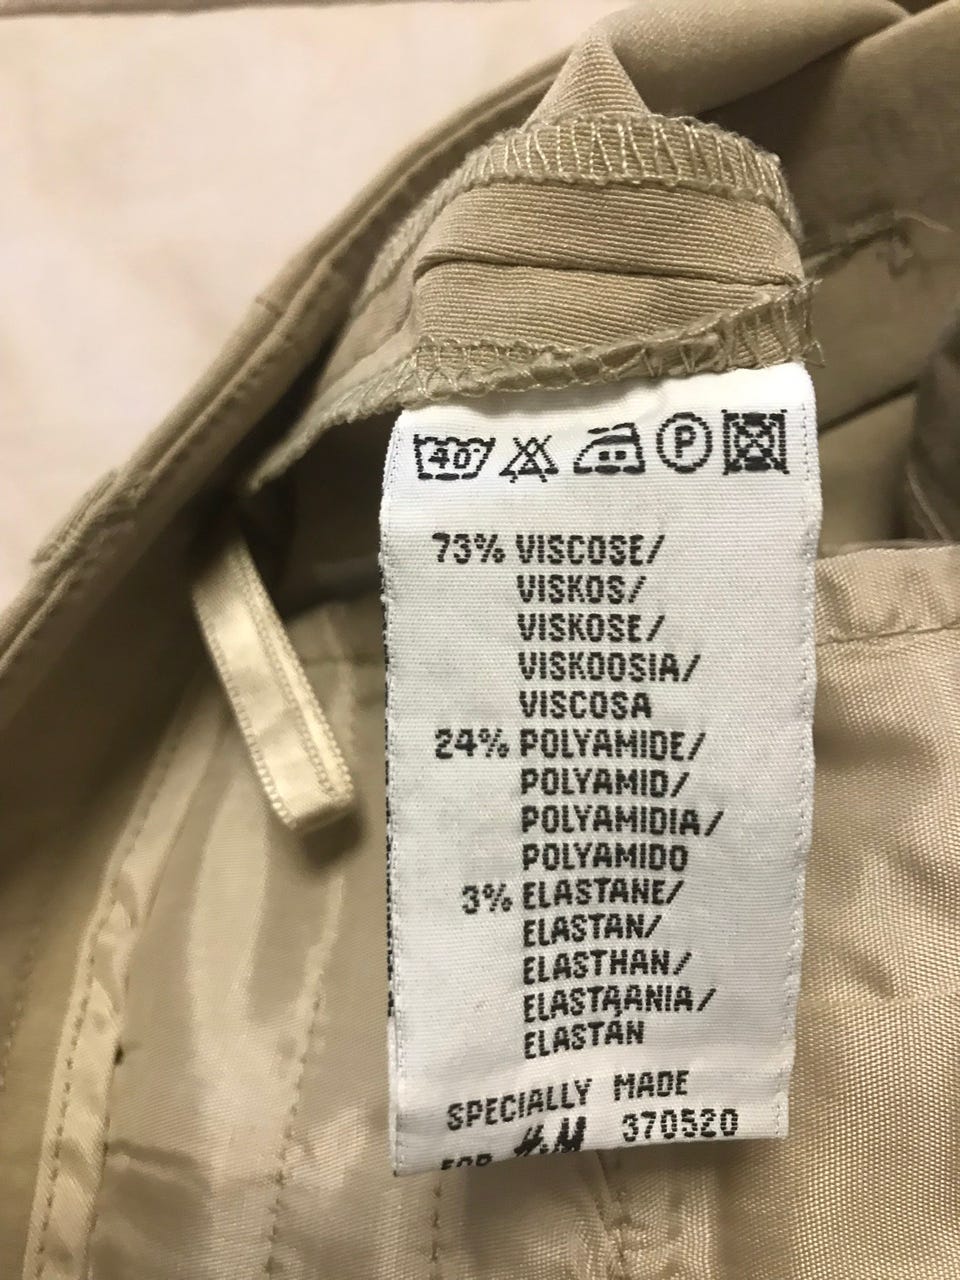 40 P
73% VISCOSE/
VISKOS/
VISKOSE/
VISKOOSIA/
VISCOSA
24% POLYAMIDE/
POLYAMID/
POLYAMIDIA/
POLYAMIDO
3% ELASTANE/
ELASTAN/
ELASTHAN/
ELASTAANIA/
ELASTÁN
SPECIALLY MADE
FOR H&M 370520